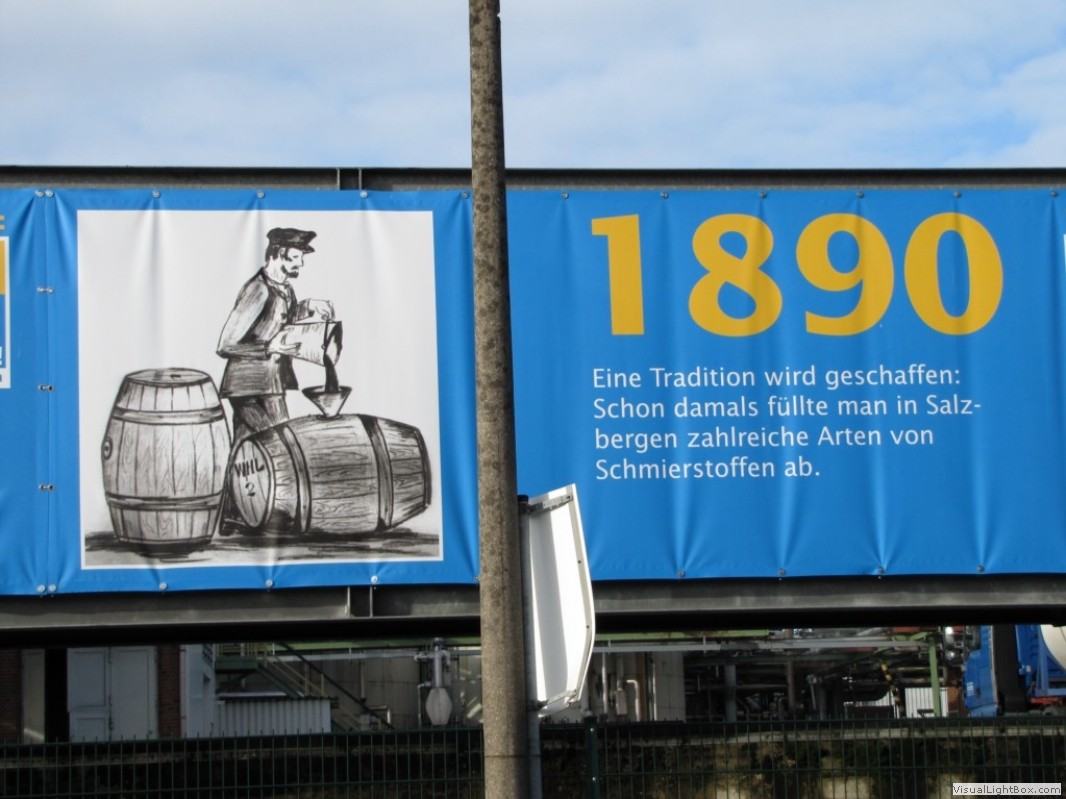 1890
Eine Tradition wird geschaffen:
Schon damals füllte man in Salz-
bergen zahlreiche Arten von
Schmierstoffen ab.
WHL
2
VisualLightBox.com